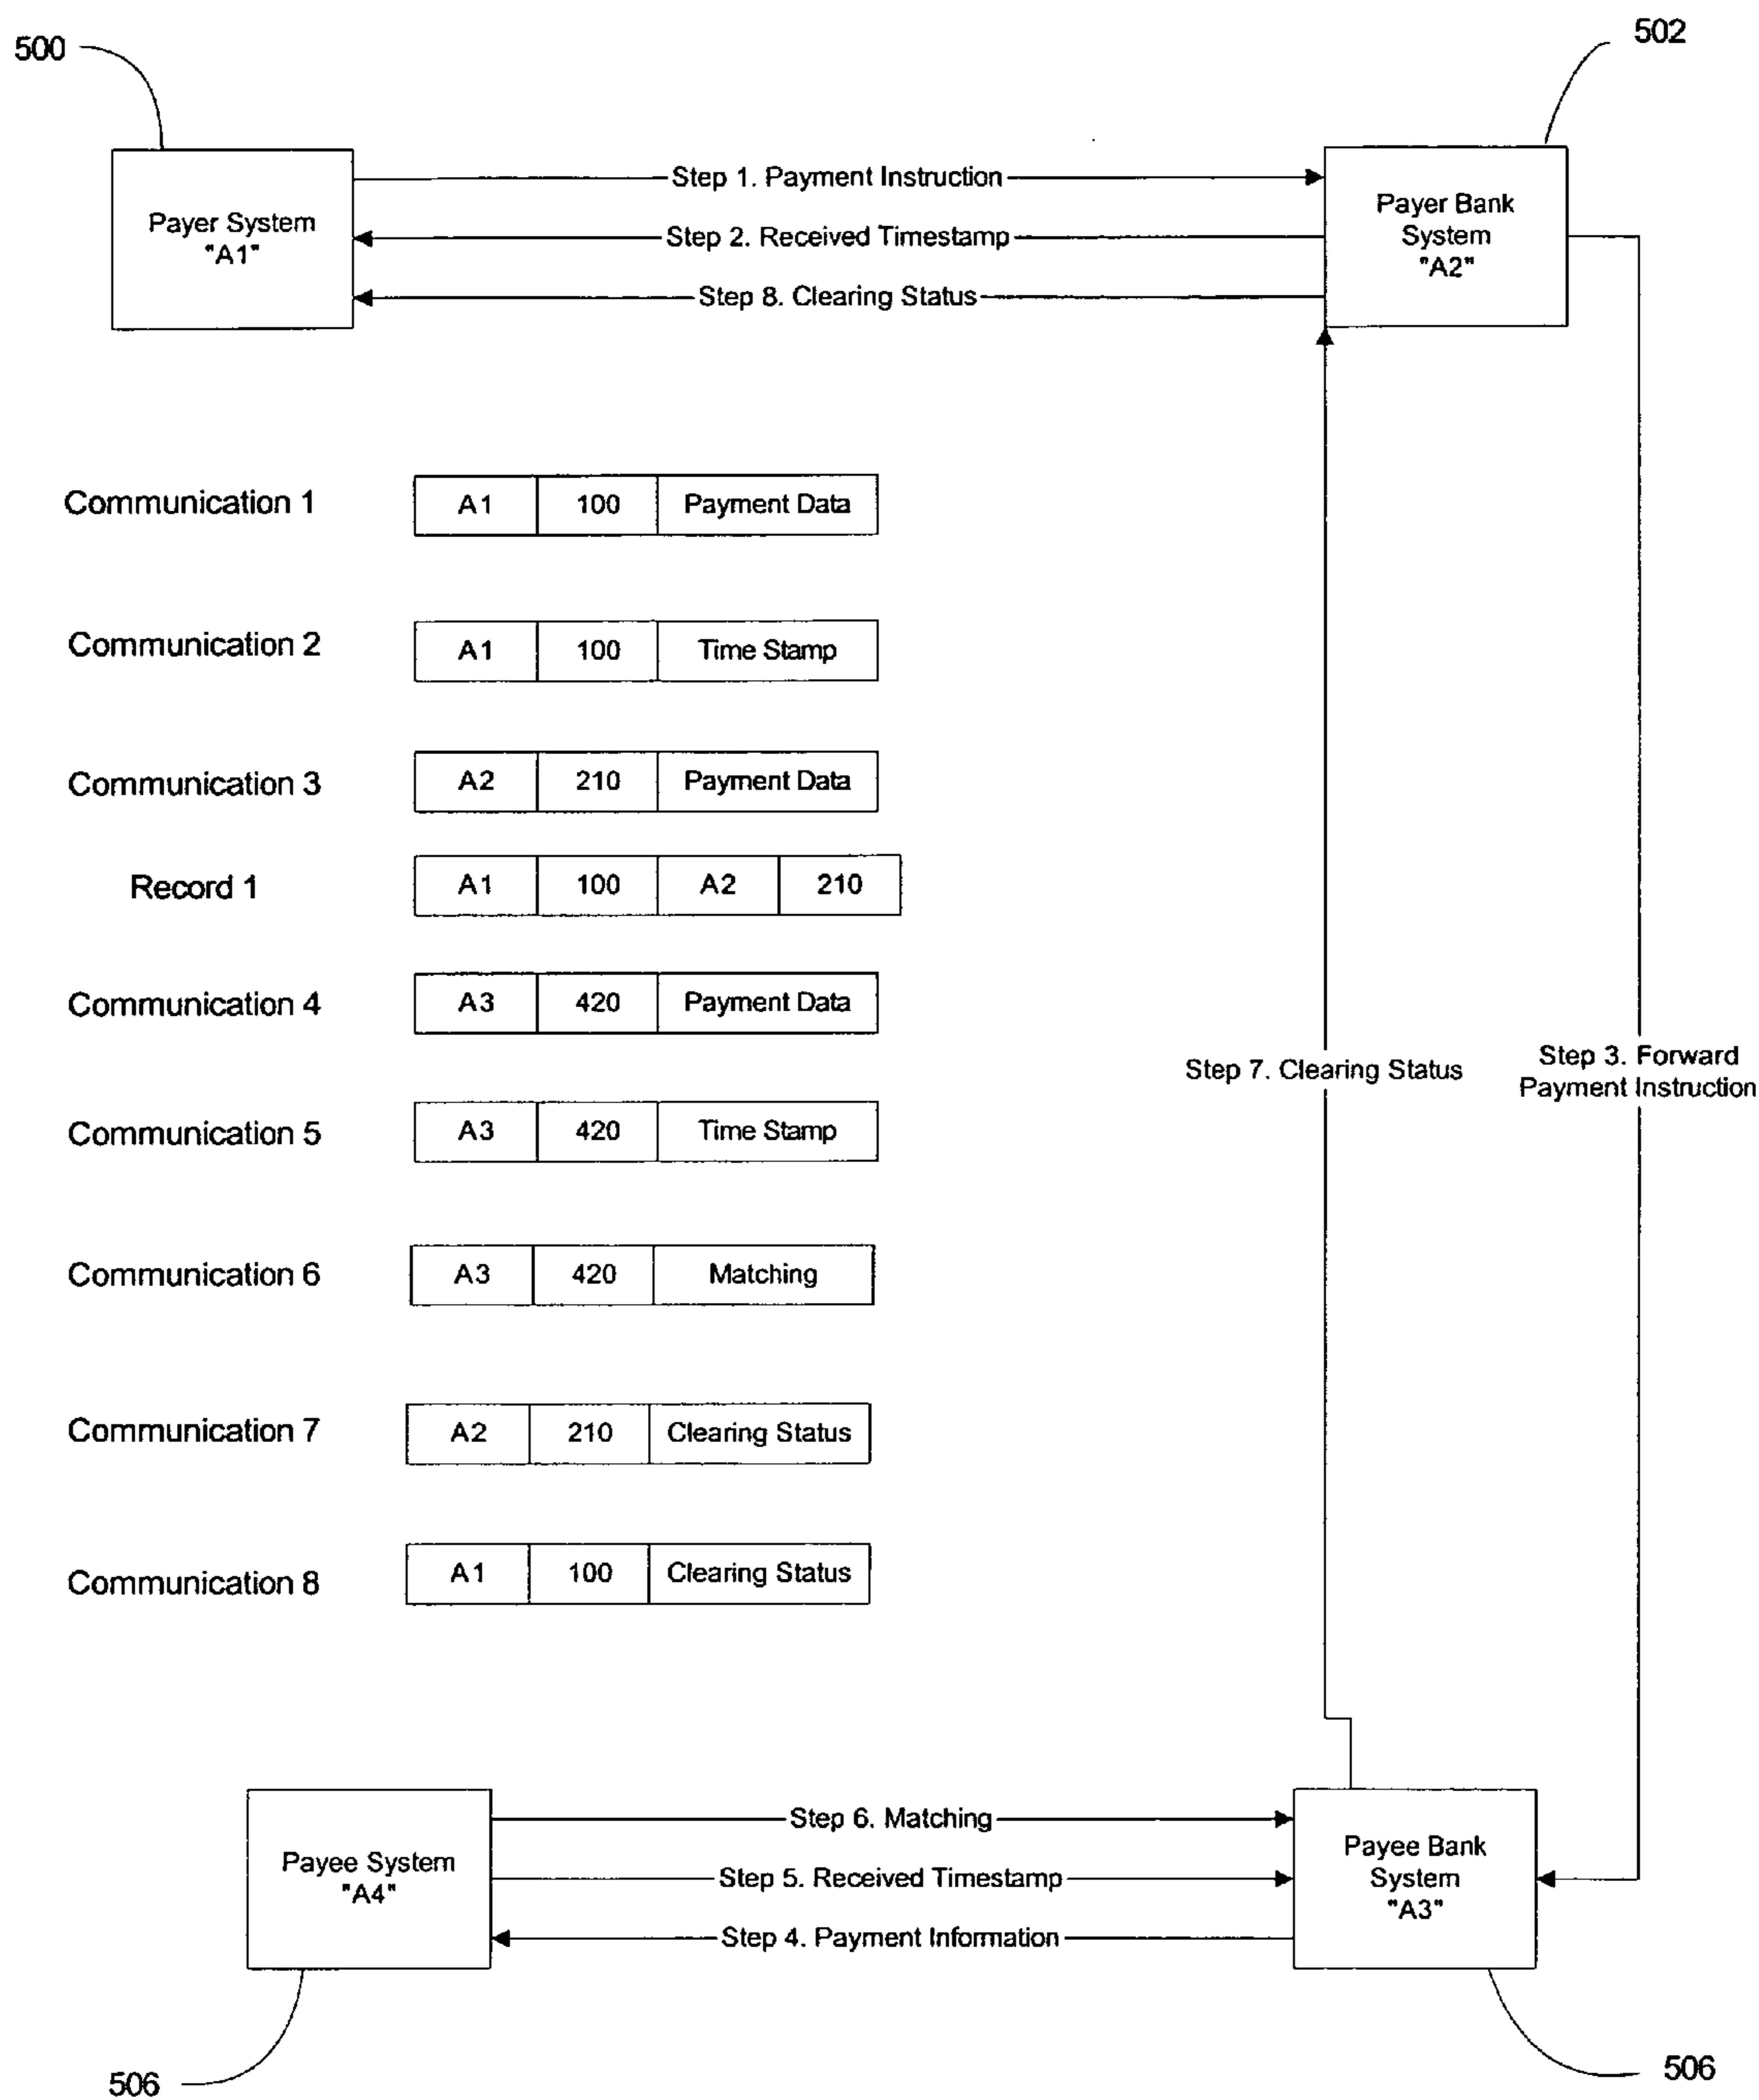 500
502
Payer System
"A1"
Step 1. Payment Instruction
Step 2. Received Timestamp
Step 8. Clearing Status
Payer Bank
System
"A2"
Communication 1
A1 100 Payment Data
Communication 2
A1 100 Time Stamp
Communication 3
A2 210 Payment Data
Record 1
A1 100 A2 210
Communication 4
A3 420 Payment Data
Step 7. Clearing Status
Step 3. Forward
Payment Instruction
Communication 5
A3 420 Time Stamp
Communication 6
A3 420 Matching
Communication 7
A2 210 Clearing Status
Communication 8
A1 100 Clearing Status
Payee System
"A4"
Step 6. Matching
Step 5. Received Timestamp
Step 4. Payment Information
Payee Bank
System
"A3"
506
506